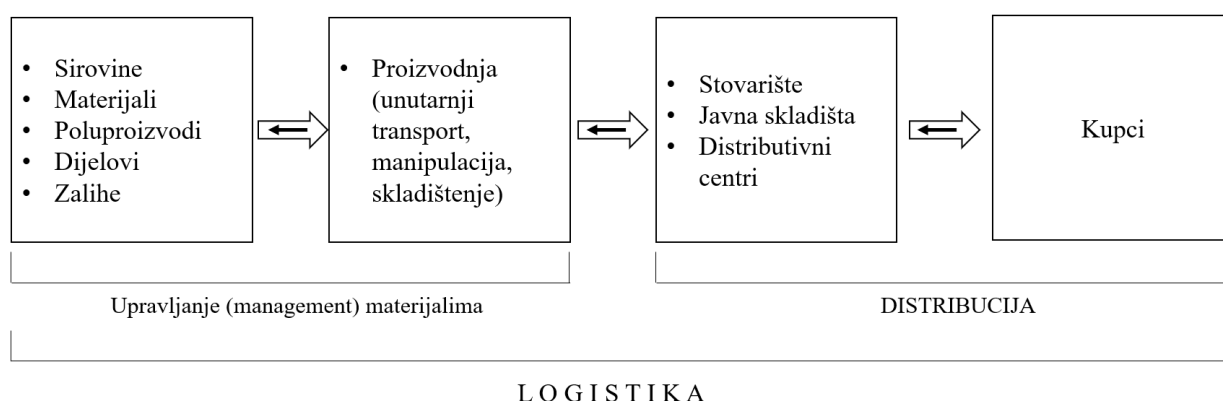 • Sirovine
• Materijali
• Poluproizvodi
• Dijelovi
• Zalihe
• Proizvodnja
(unutarnji
transport,
manipulacija,
skladištenje)
• Stovarište
• Javna skladišta
• Distributivni
centri
Kupci
Upravljanje (management) materijalima
DISTRIBUCIJA
L O G I S T I K A